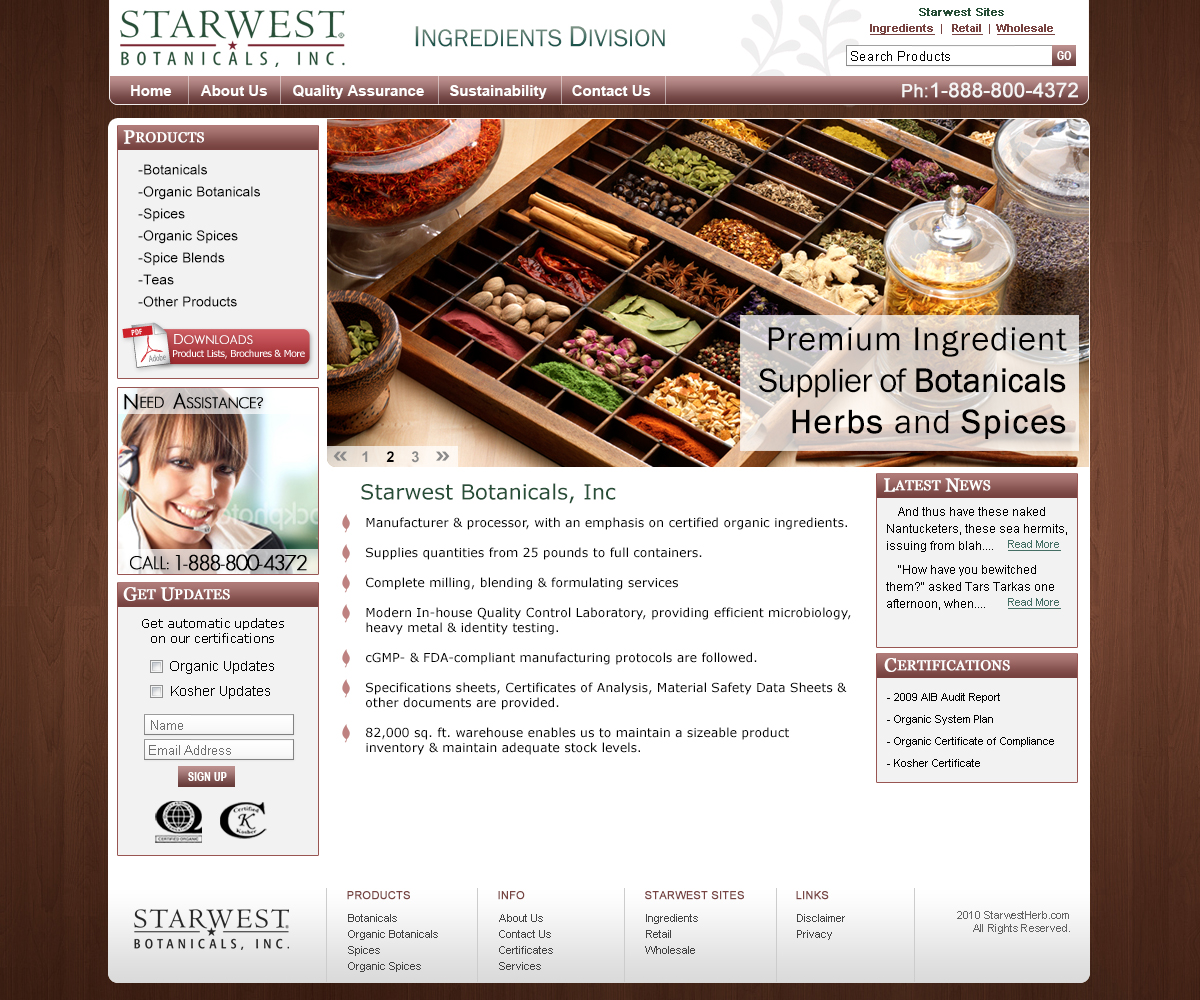 STARWEST
BOTANICALS, INC.
INGREDIENTS DIVISION
Starwest Sites
Ingredients | Retail | Wholesale
Search Products GO
Home About Us Quality Assurance Sustainability Contact Us Ph:1-888-800-4372
PRODUCTS
-Botanicals
-Organic Botanicals
-Spices
-Organic Spices
-Spice Blends
-Teas
-Other Products
PDF
Adobe
DOWNLOADS
Product Lists, Brochures & More
NEED ASSISTANCE?
CALL: 1-888-800-4372
GET UPDATES
Get automatic updates
on our certifications
Organic Updates
Kosher Updates
Name
Email Address
SIGN UP
CERTIFIED ORGANIC
Certified
K
Kosher
Premium Ingredient
Supplier of Botanicals
Herbs and Spices
« 1 2 3 »
Starwest Botanicals, Inc
Manufacturer & processor, with an emphasis on certified organic ingredients.
Supplies quantities from 25 pounds to full containers.
Complete milling, blending & formulating services
Modern In-house Quality Control Laboratory, providing efficient microbiology,
heavy metal & identity testing.
cGMP- & FDA-compliant manufacturing protocols are followed.
Specifications sheets, Certificates of Analysis, Material Safety Data Sheets &
other documents are provided.
82,000 sq. ft. warehouse enables us to maintain a sizeable product
inventory & maintain adequate stock levels.
LATEST NEWS
And thus have these naked
Nantucketers, these sea hermits,
issuing from blah.... Read More
"How have you bewitched
them?" asked Tars Tarkas one
afternoon, when.... Read More
CERTIFICATIONS
- 2009 AIB Audit Report
- Organic System Plan
- Organic Certificate of Compliance
- Kosher Certificate
STARWEST
BOTANICALS, INC.
PRODUCTS
Botanicals
Organic Botanicals
Spices
Organic Spices
INFO
About Us
Contact Us
Certificates
Services
STARWEST SITES
Ingredients
Retail
Wholesale
LINKS
Disclaimer
Privacy
2010 StarwestHerb.com
All Rights Reserved.